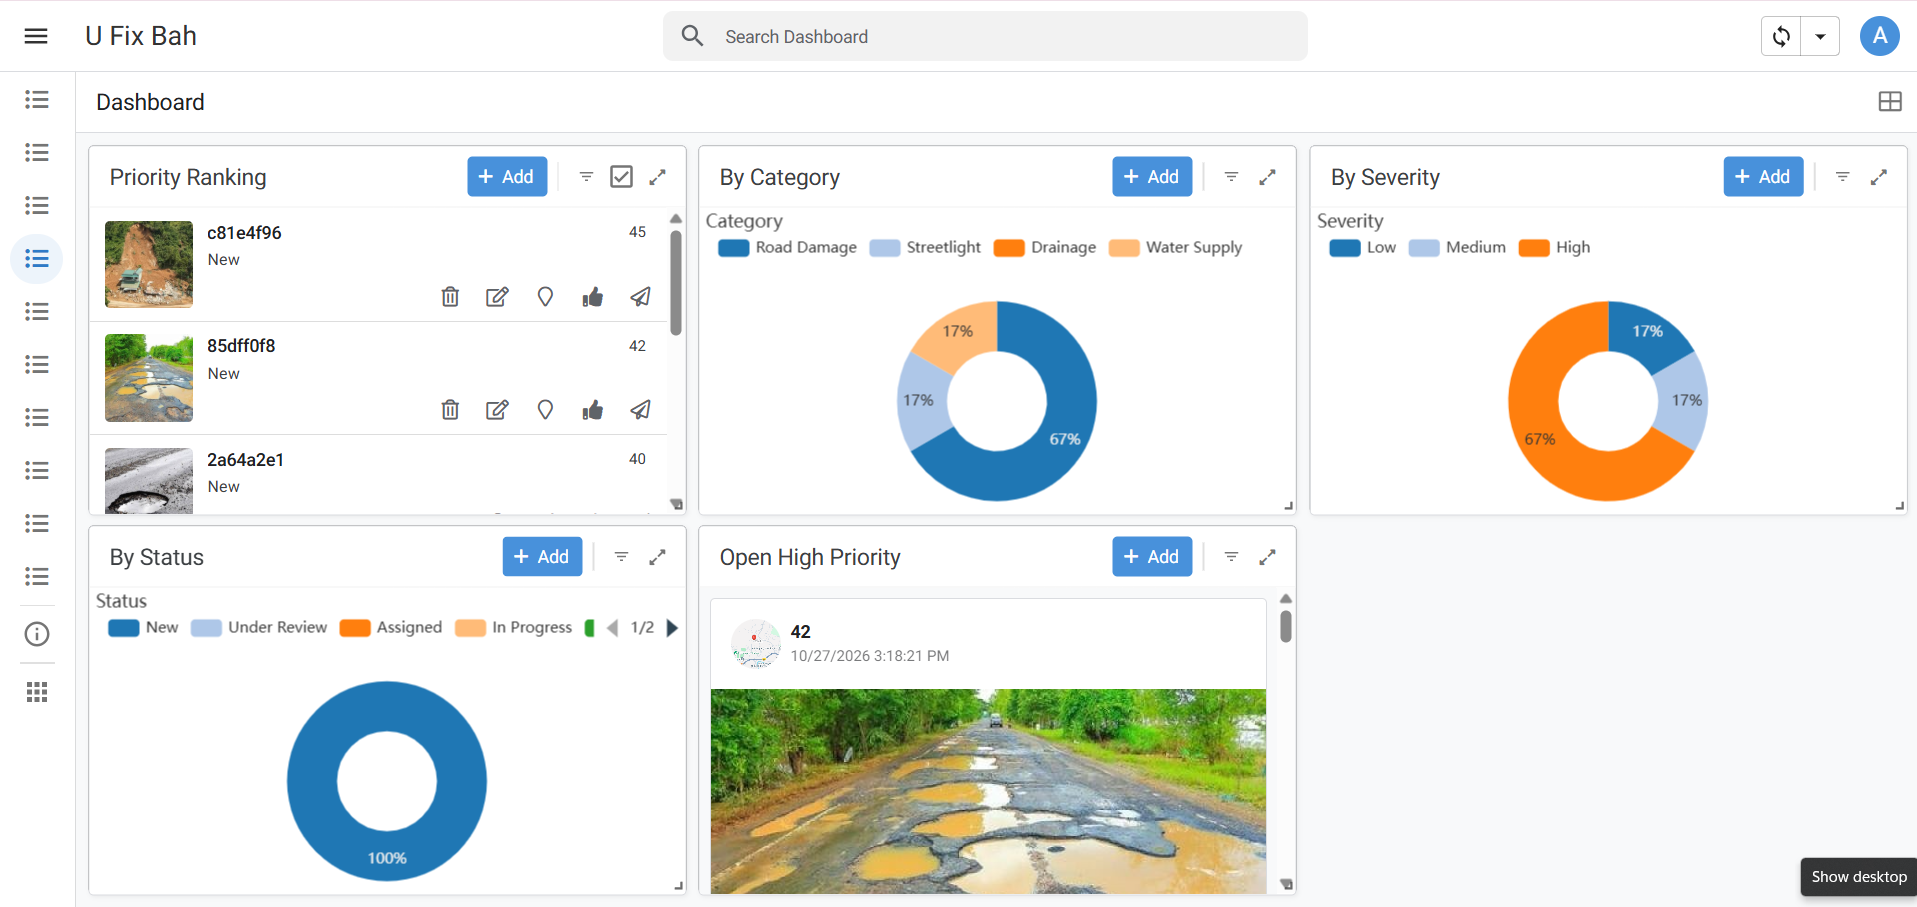 U Fix Bah
Search Dashboard
A
Dashboard
Priority Ranking
+ Add
c81e4f96
45
New
85dff0f8
42
New
2a64a2e1
40
New
By Category
+ Add
Category
Road Damage Streetlight Drainage Water Supply
17%
17%
67%
By Severity
+ Add
Severity
Low Medium High
17%
17%
67%
By Status
+ Add
Status
New Under Review Assigned In Progress 1/2
100%
Open High Priority
+ Add
42
10/27/2026 3:18:21 PM
Show desktop